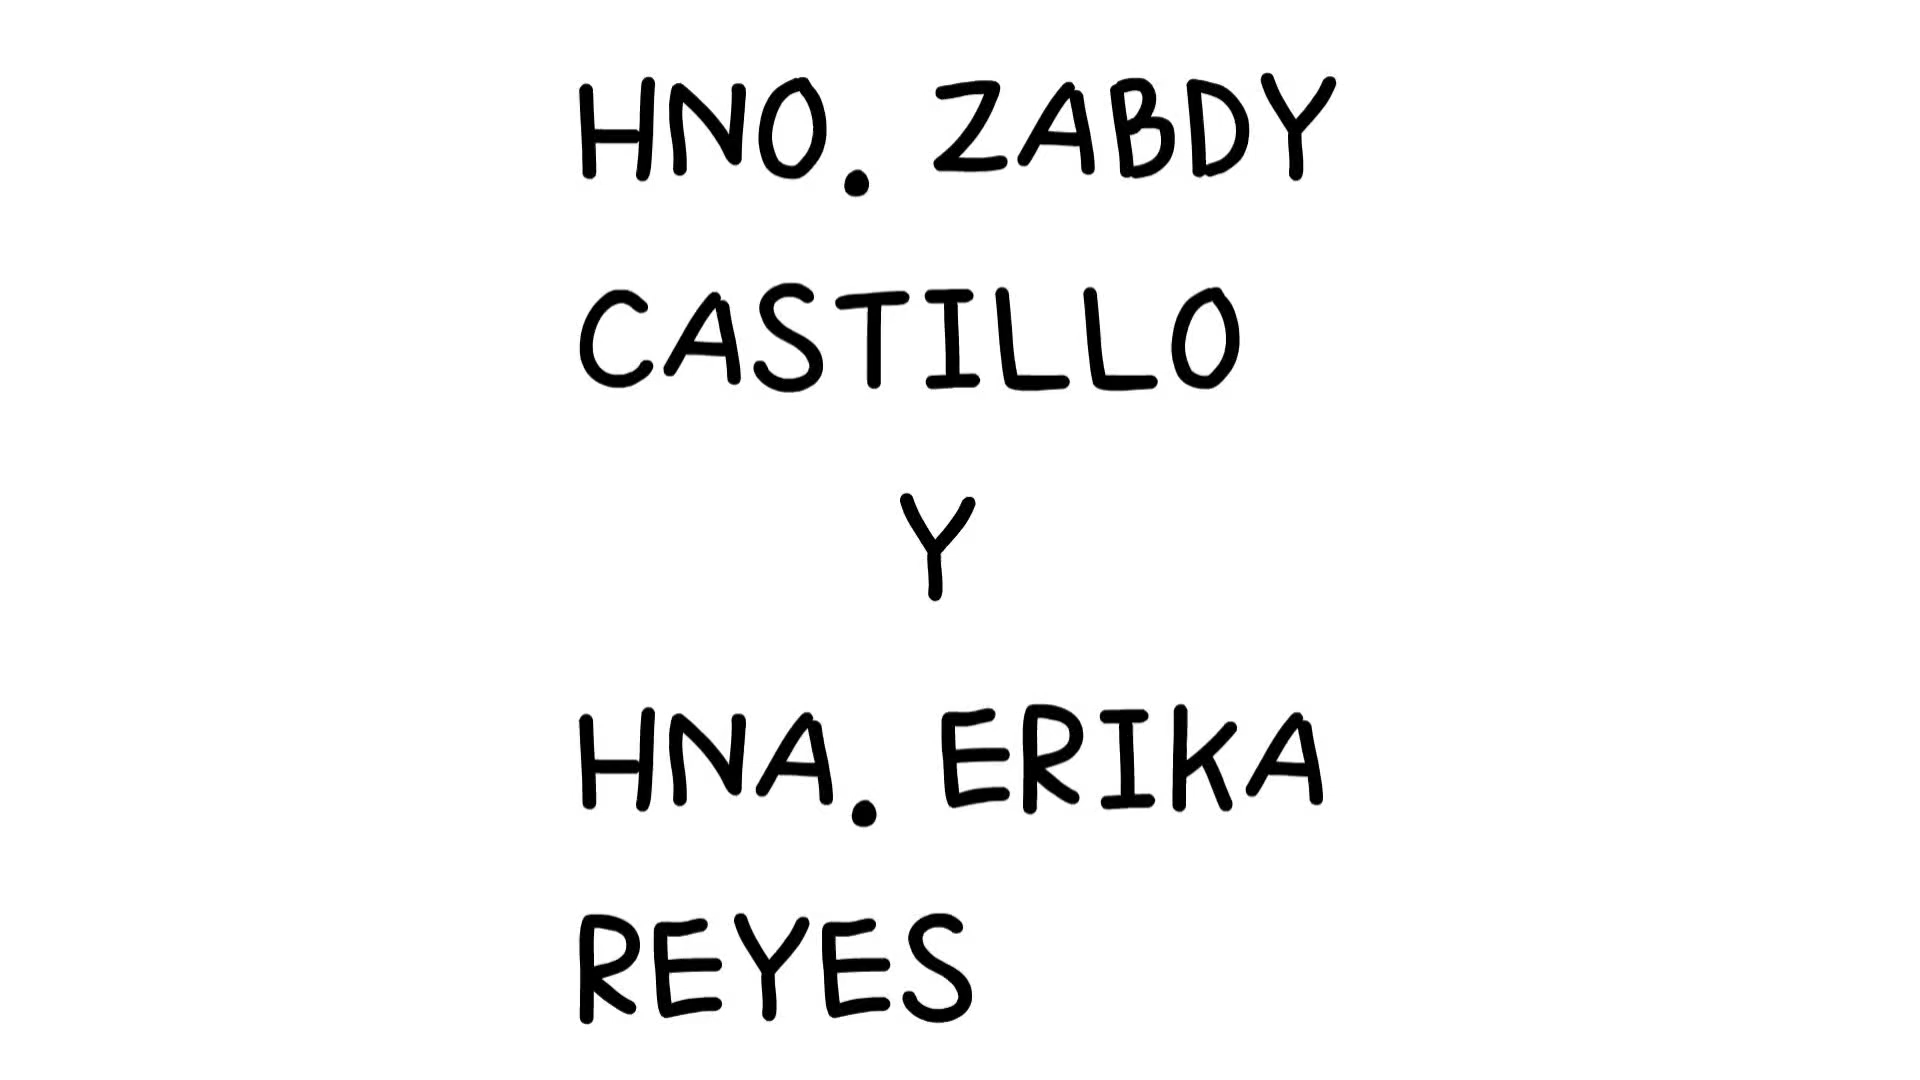 HNO. ZABDY
CASTILLO
Y
HNA. ERIKA
REYES